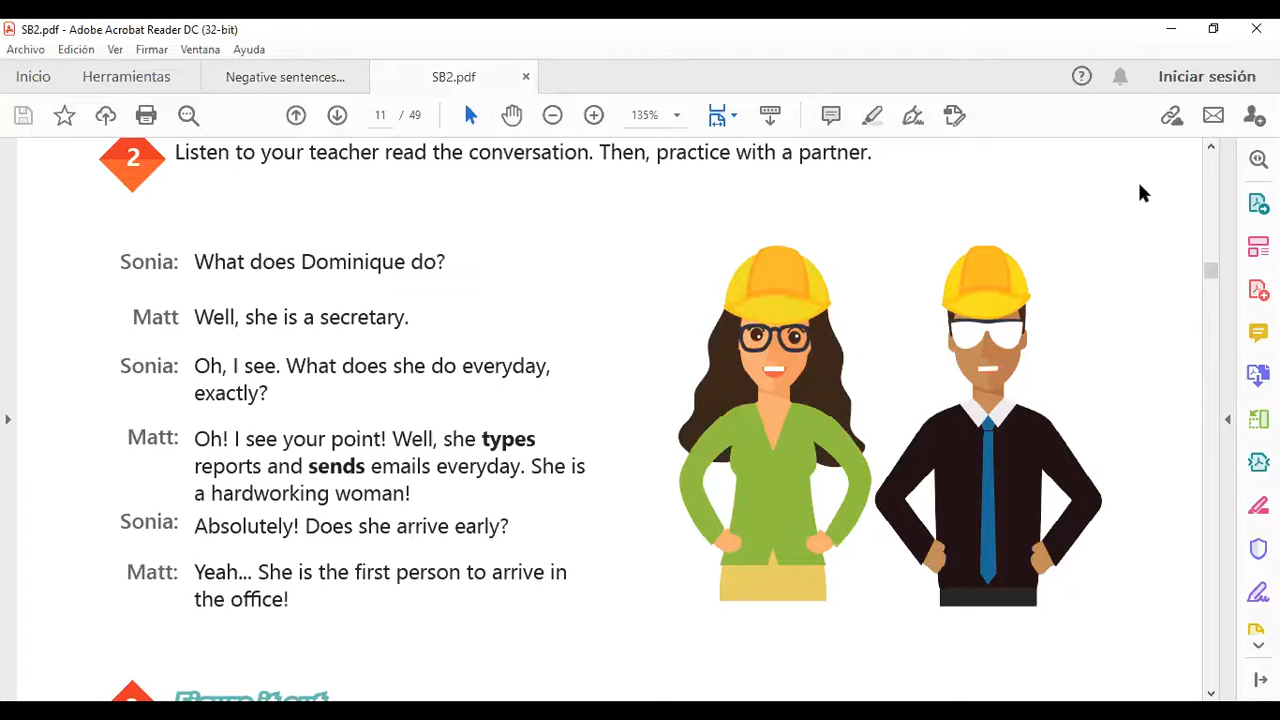 SB2.pdf - Adobe Acrobat Reader DC (32-bit)
Archivo Edición Ver Firmar Ventana Ayuda
Inicio Herramientas Negative sentences... SB2.pdf × Iniciar sesión
11 / 49 135%
2 Listen to your teacher read the conversation. Then, practice with a partner.
Sonia: What does Dominique do?
Matt Well, she is a secretary.
Sonia: Oh, I see. What does she do everyday,
exactly?
Matt: Oh! I see your point! Well, she types
reports and sends emails everyday. She is
a hardworking woman!
Sonia: Absolutely! Does she arrive early?
Matt: Yeah... She is the first person to arrive in
the office!
Figure it out